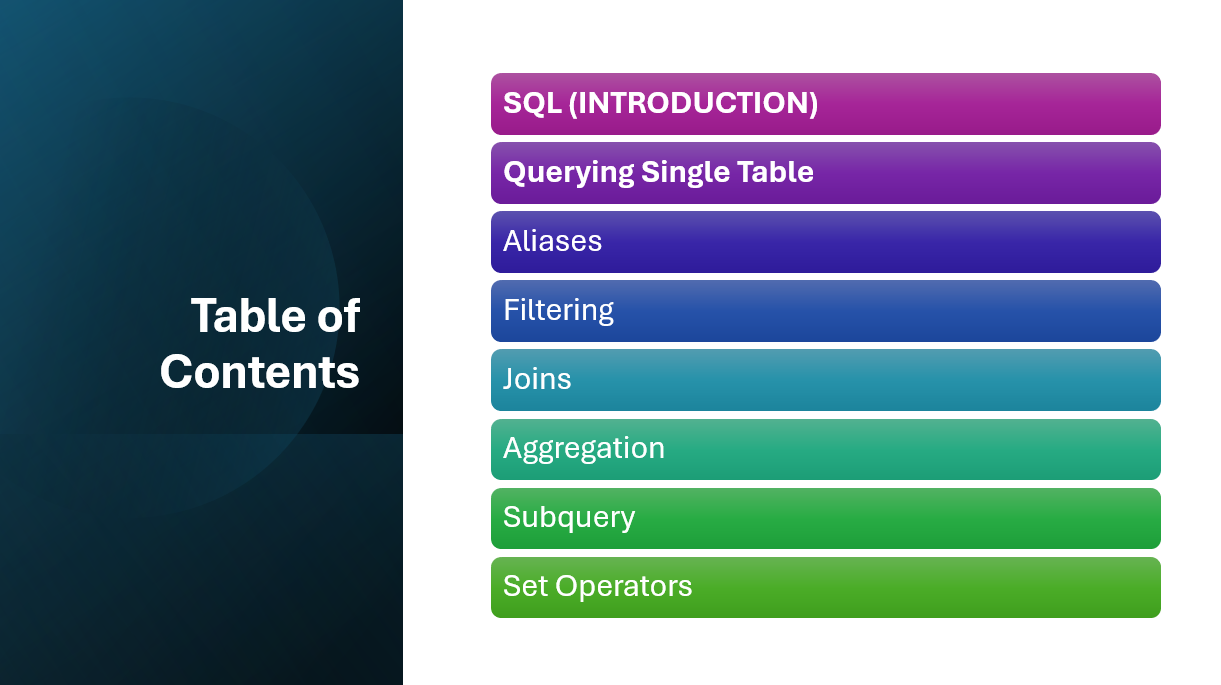 Table of
Contents
SQL (INTRODUCTION)
Querying Single Table
Aliases
Filtering
Joins
Aggregation
Subquery
Set Operators